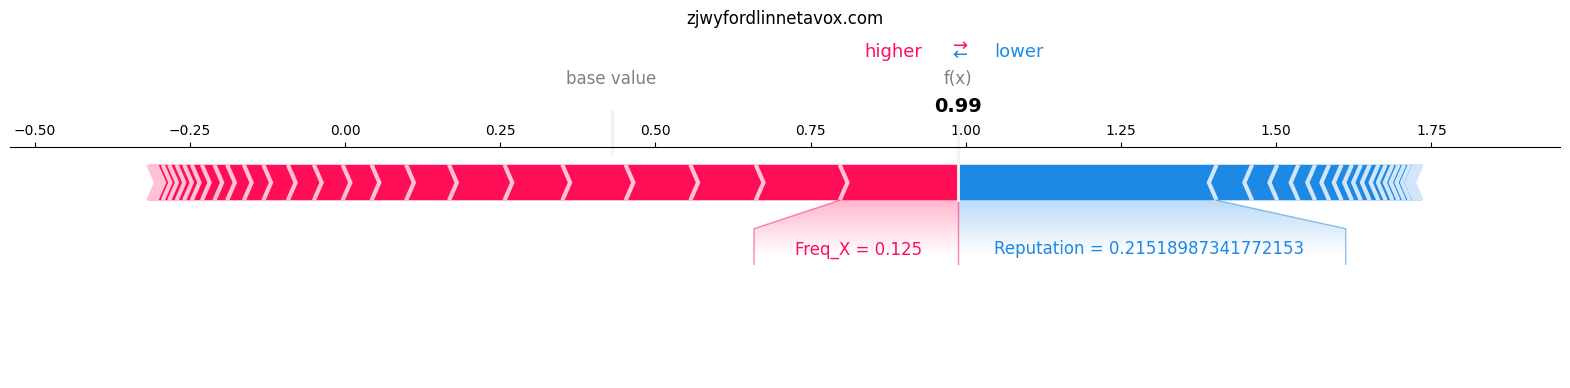 zjwyfordlinnetavox.com
higher ⇄ lower
base value f(x)
0.99
−0.50 −0.25 0.00 0.25 0.50 0.75 1.00 1.25 1.50 1.75
Freq_X = 0.125 Reputation = 0.21518987341772153